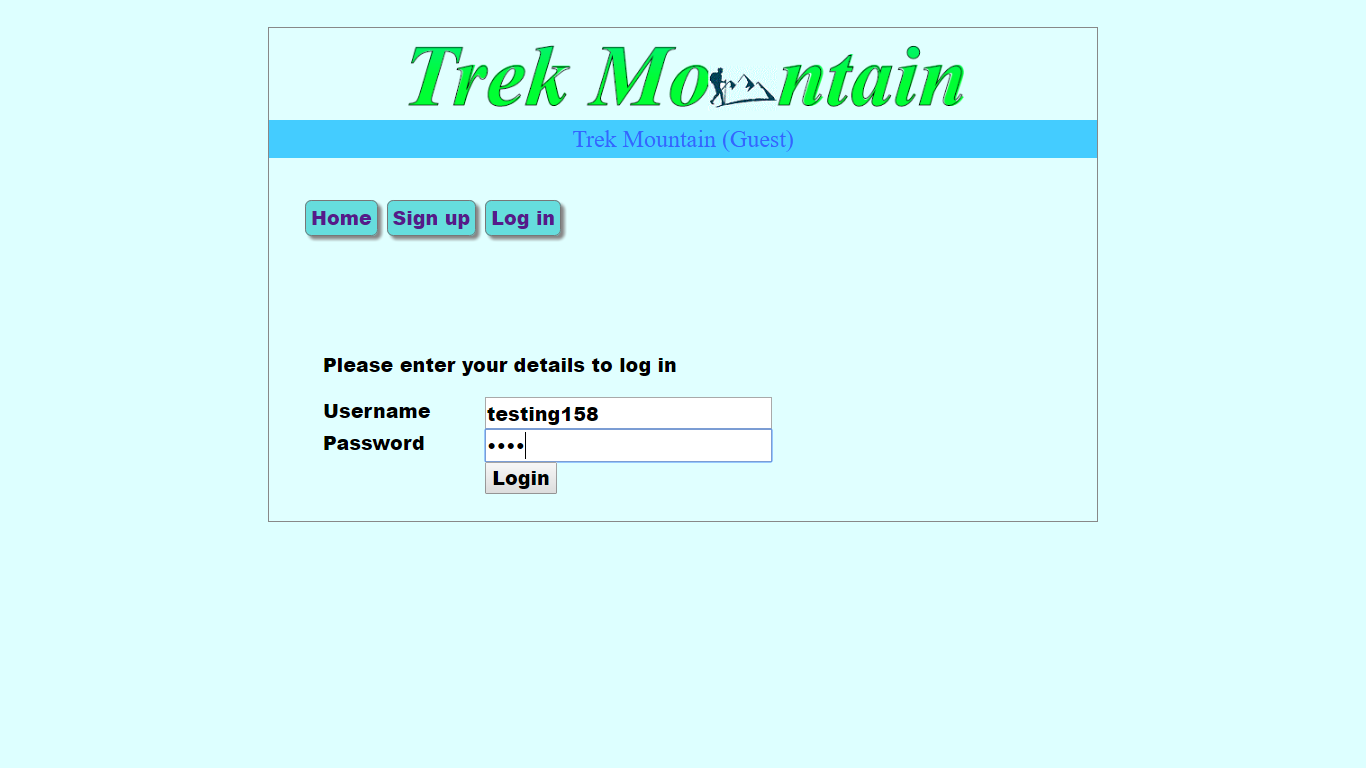 Trek Mountain
Trek Mountain (Guest)
Home Sign up Log in
Please enter your details to log in
Username testing158
Password ••••
Login